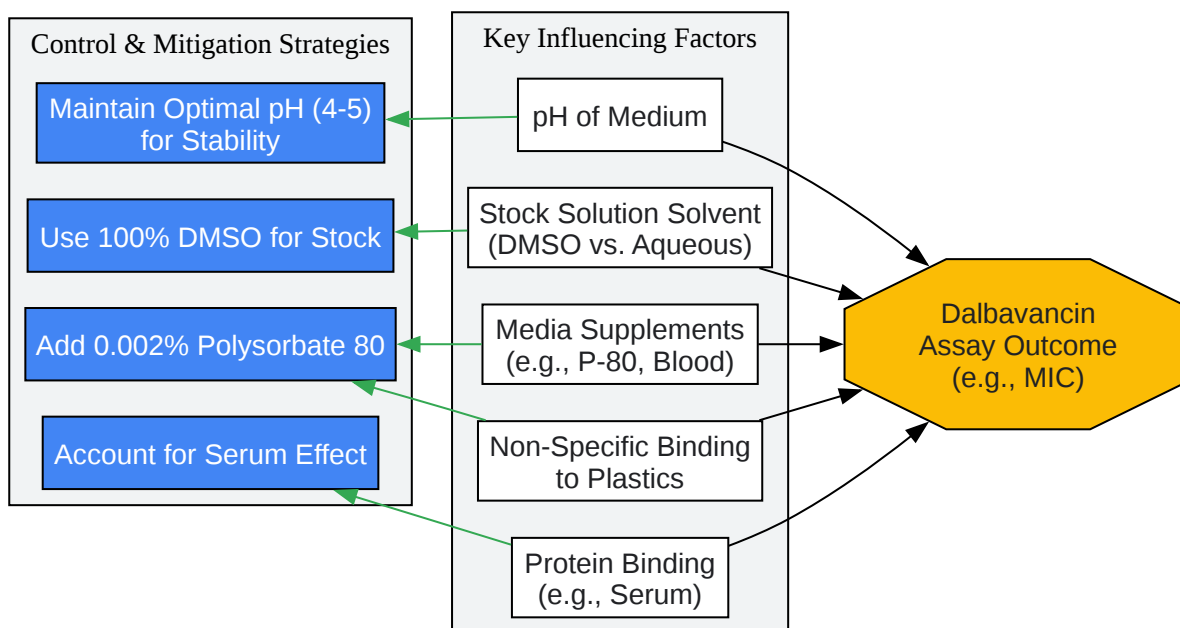 Control & Mitigation Strategies
Maintain Optimal pH (4-5)
for Stability
Use 100% DMSO for Stock
Add 0.002% Polysorbate 80
Account for Serum Effect
Key Influencing Factors
pH of Medium
Stock Solution Solvent
(DMSO vs. Aqueous)
Media Supplements
(e.g., P-80, Blood)
Non-Specific Binding
to Plastics
Protein Binding
(e.g., Serum)
Dalbavancin
Assay Outcome
(e.g., MIC)